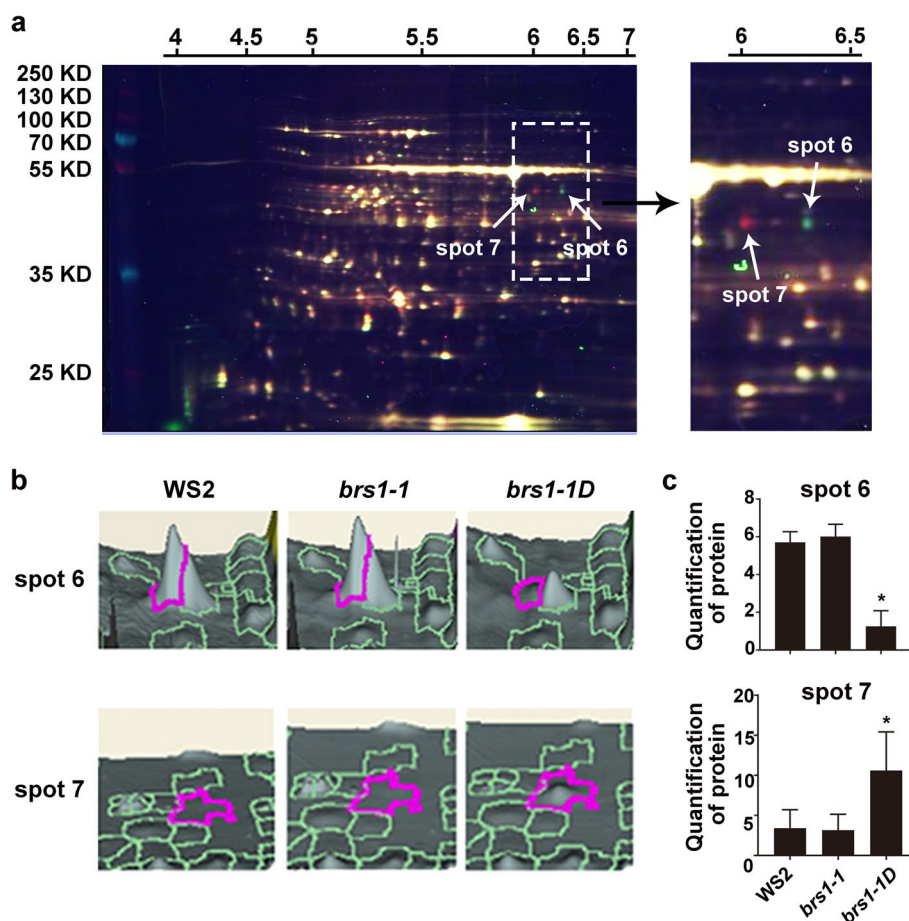 a
4 4.5 5 5.5 6 6.5 7
6 6.5
250 KD
130 KD
100 KD
70 KD
55 KD
35 KD
25 KD
spot 7
spot 6
spot 6
spot 7
b
WS2
brs1-1
brs1-1D
spot 6
spot 7
c
spot 6
Quantification
of protein
8
6
4
2
0
*
spot 7
Quantification
of protein
20
15
10
5
0
*
WS2
brs1-1
brs1-1D